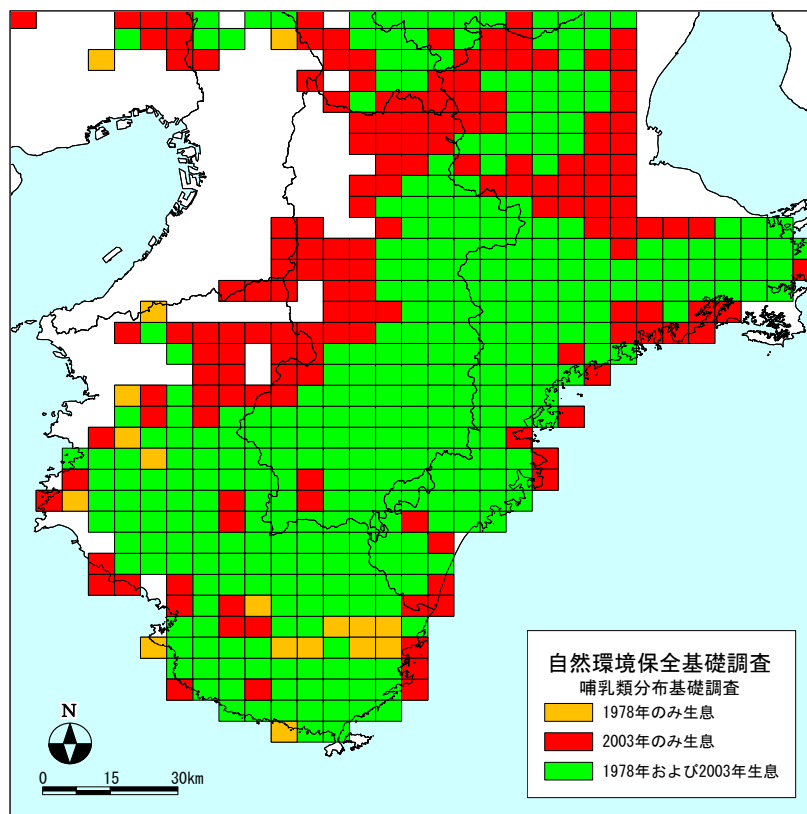 自然環境保全基礎調査
哺乳類分布基礎調査
1978年のみ生息
2003年のみ生息
1978年および2003年生息
N
0 15 30km